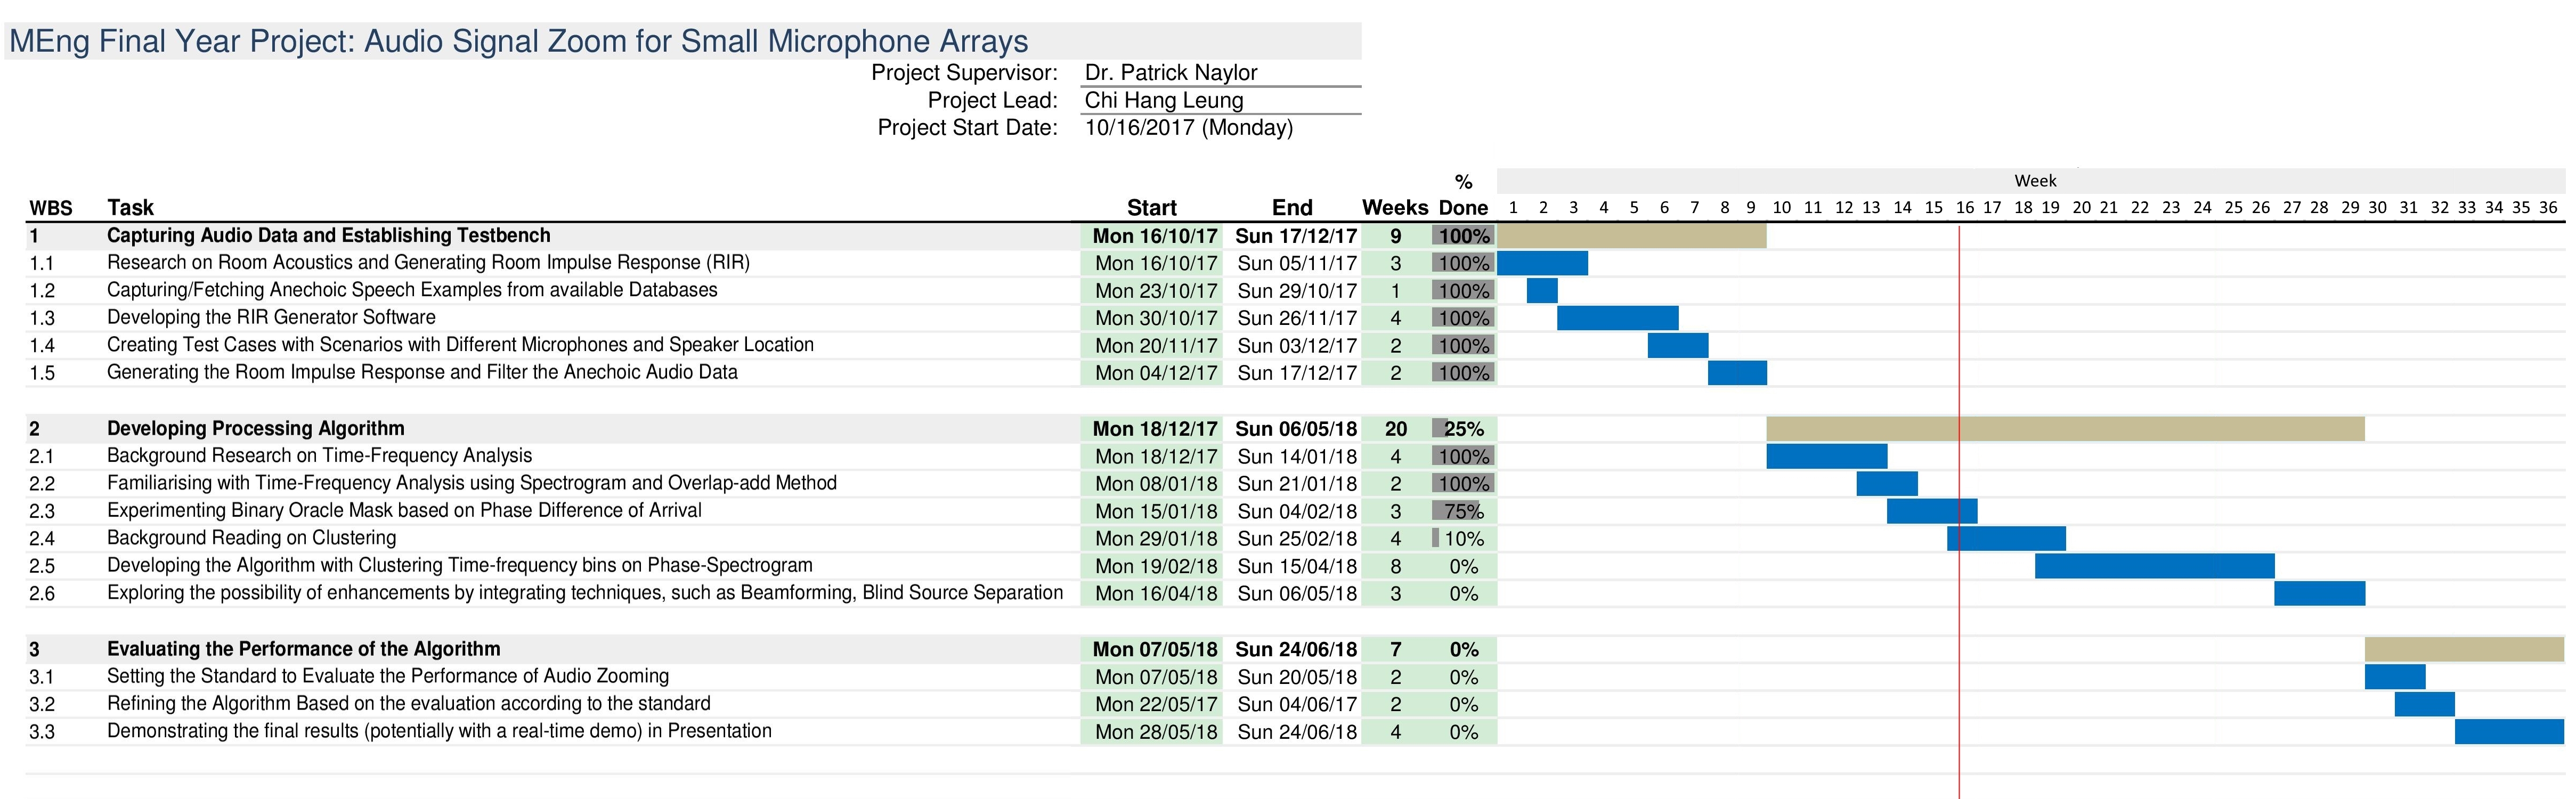 MEng Final Year Project: Audio Signal Zoom for Small Microphone Arrays
Project Supervisor: Dr. Patrick Naylor
Project Lead: Chi Hang Leung
Project Start Date: 10/16/2017 (Monday)
% Week
WBS Task Start End Weeks Done 1 2 3 4 5 6 7 8 9 10 11 12 13 14 15 16 17 18 19 20 21 22 23 24 25 26 27 28 29 30 31 32 33 34 35 36
1 Capturing Audio Data and Establishing Testbench Mon 16/10/17 Sun 17/12/17 9 100%
1.1 Research on Room Acoustics and Generating Room Impulse Response (RIR) Mon 16/10/17 Sun 05/11/17 3 100%
1.2 Capturing/Fetching Anechoic Speech Examples from available Databases Mon 23/10/17 Sun 29/10/17 1 100%
1.3 Developing the RIR Generator Software Mon 30/10/17 Sun 26/11/17 4 100%
1.4 Creating Test Cases with Scenarios with Different Microphones and Speaker Location Mon 20/11/17 Sun 03/12/17 2 100%
1.5 Generating the Room Impulse Response and Filter the Anechoic Audio Data Mon 04/12/17 Sun 17/12/17 2 100%
2 Developing Processing Algorithm Mon 18/12/17 Sun 06/05/18 20 25%
2.1 Background Research on Time-Frequency Analysis Mon 18/12/17 Sun 14/01/18 4 100%
2.2 Familiarising with Time-Frequency Analysis using Spectrogram and Overlap-add Method Mon 08/01/18 Sun 21/01/18 2 100%
2.3 Experimenting Binary Oracle Mask based on Phase Difference of Arrival Mon 15/01/18 Sun 04/02/18 3 75%
2.4 Background Reading on Clustering Mon 29/01/18 Sun 25/02/18 4 10%
2.5 Developing the Algorithm with Clustering Time-frequency bins on Phase-Spectrogram Mon 19/02/18 Sun 15/04/18 8 0%
2.6 Exploring the possibility of enhancements by integrating techniques, such as Beamforming, Blind Source Separation Mon 16/04/18 Sun 06/05/18 3 0%
3 Evaluating the Performance of the Algorithm Mon 07/05/18 Sun 24/06/18 7 0%
3.1 Setting the Standard to Evaluate the Performance of Audio Zooming Mon 07/05/18 Sun 20/05/18 2 0%
3.2 Refining the Algorithm Based on the evaluation according to the standard Mon 22/05/17 Sun 04/06/17 2 0%
3.3 Demonstrating the final results (potentially with a real-time demo) in Presentation Mon 28/05/18 Sun 24/06/18 4 0%